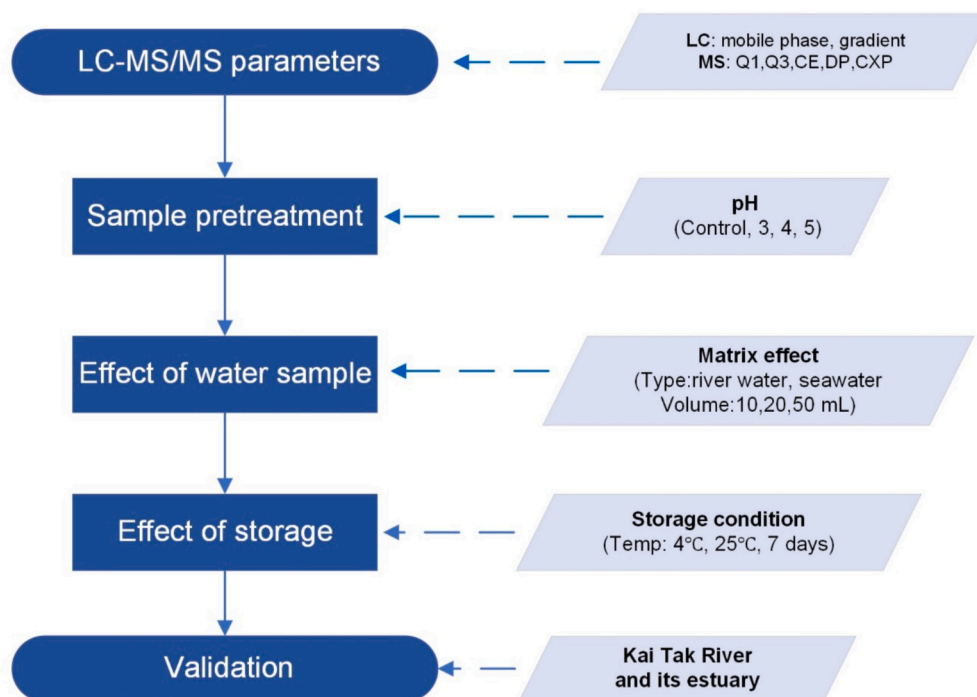 LC-MS/MS parameters
LC: mobile phase, gradient
MS: Q1,Q3,CE,DP,CXP
Sample pretreatment
pH
(Control, 3, 4, 5)
Effect of water sample
Matrix effect
(Type:river water, seawater
Volume:10,20,50 mL)
Effect of storage
Storage condition
(Temp: 4℃, 25℃, 7 days)
Validation
Kai Tak River
and its estuary